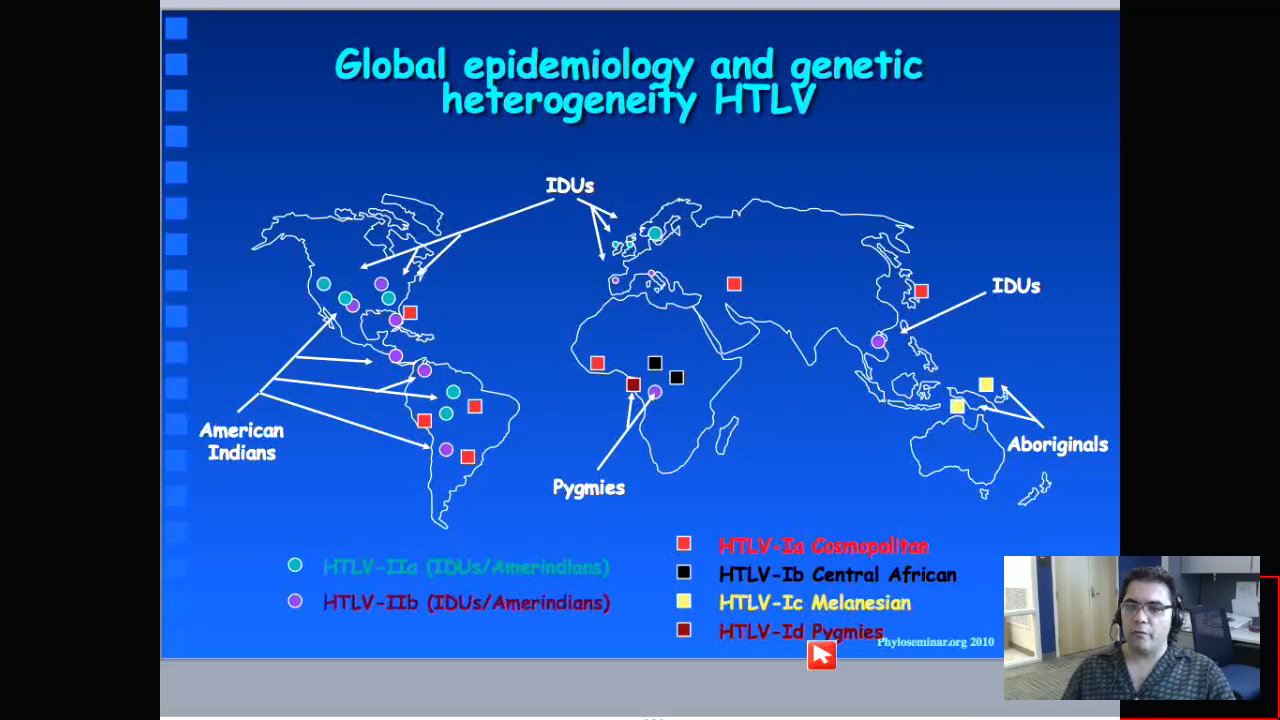 Global epidemiology and genetic
heterogeneity HTLV
IDUs
IDUs
American
Indians
Aboriginals
Pygmies
HTLV-IIa (IDUs/Amerindians)
HTLV-IIb (IDUs/Amerindians)
HTLV-Ia Cosmopolitan
HTLV-Ib Central African
HTLV-Ic Melanesian
HTLV-Id Pygmies
Phyloseminar.org 2010